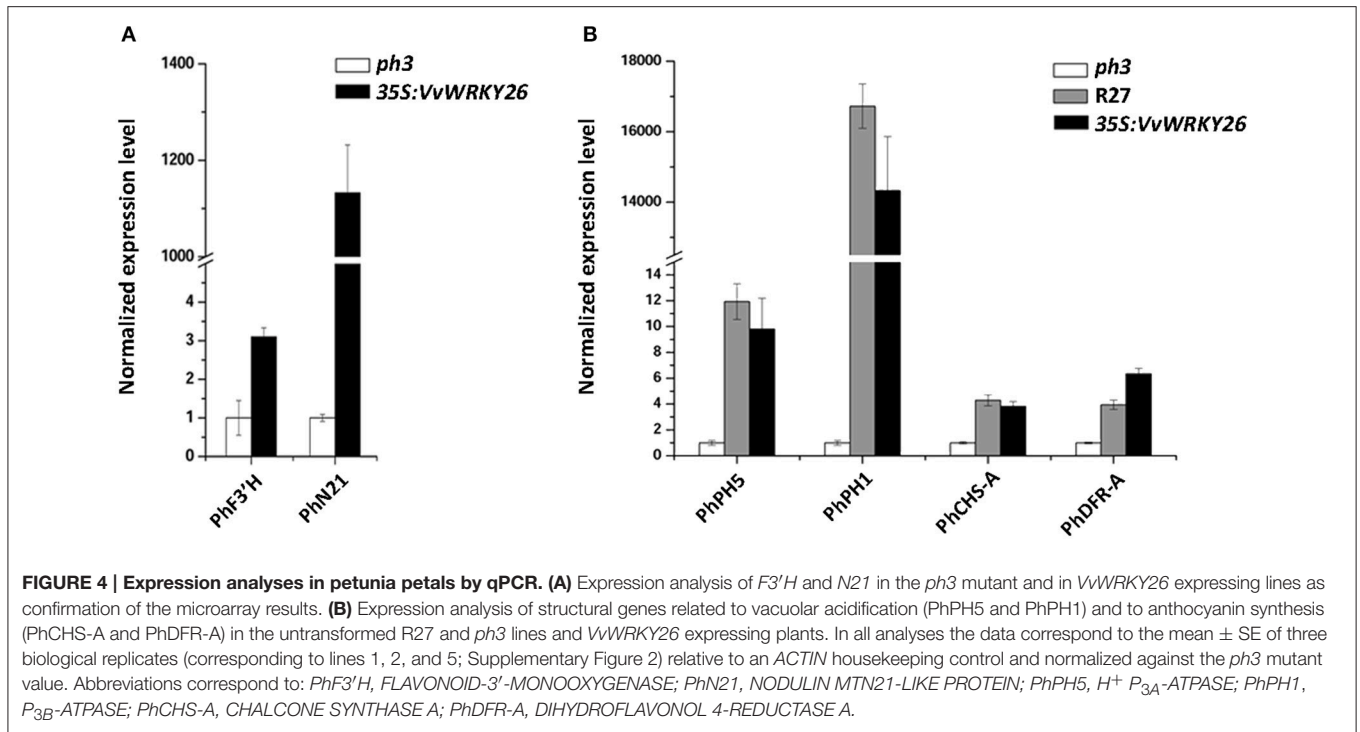 A
1400
1200
1000
4
3
2
1
0
Normalized expression level
ph3
35S:VvWRKY26
PhF3'H
PhN21
B
18000
16000
14000
14
12
10
8
6
4
2
0
Normalized expression level
ph3
R27
35S:VvWRKY26
PhPH5
PhPH1
PhCHS-A
PhDFR-A
FIGURE 4 | Expression analyses in petunia petals by qPCR. (A) Expression analysis of F3′H and N21 in the ph3 mutant and in VvWRKY26 expressing lines as
confirmation of the microarray results. (B) Expression analysis of structural genes related to vacuolar acidification (PhPH5 and PhPH1) and to anthocyanin synthesis
(PhCHS-A and PhDFR-A) in the untransformed R27 and ph3 lines and VvWRKY26 expressing plants. In all analyses the data correspond to the mean ± SE of three
biological replicates (corresponding to lines 1, 2, and 5; Supplementary Figure 2) relative to an ACTIN housekeeping control and normalized against the ph3 mutant
value. Abbreviations correspond to: PhF3′H, FLAVONOID-3′-MONOOXYGENASE; PhN21, NODULIN MTN21-LIKE PROTEIN; PhPH5, H+ P3A-ATPASE; PhPH1,
P3B-ATPASE; PhCHS-A, CHALCONE SYNTHASE A; PhDFR-A, DIHYDROFLAVONOL 4-REDUCTASE A.